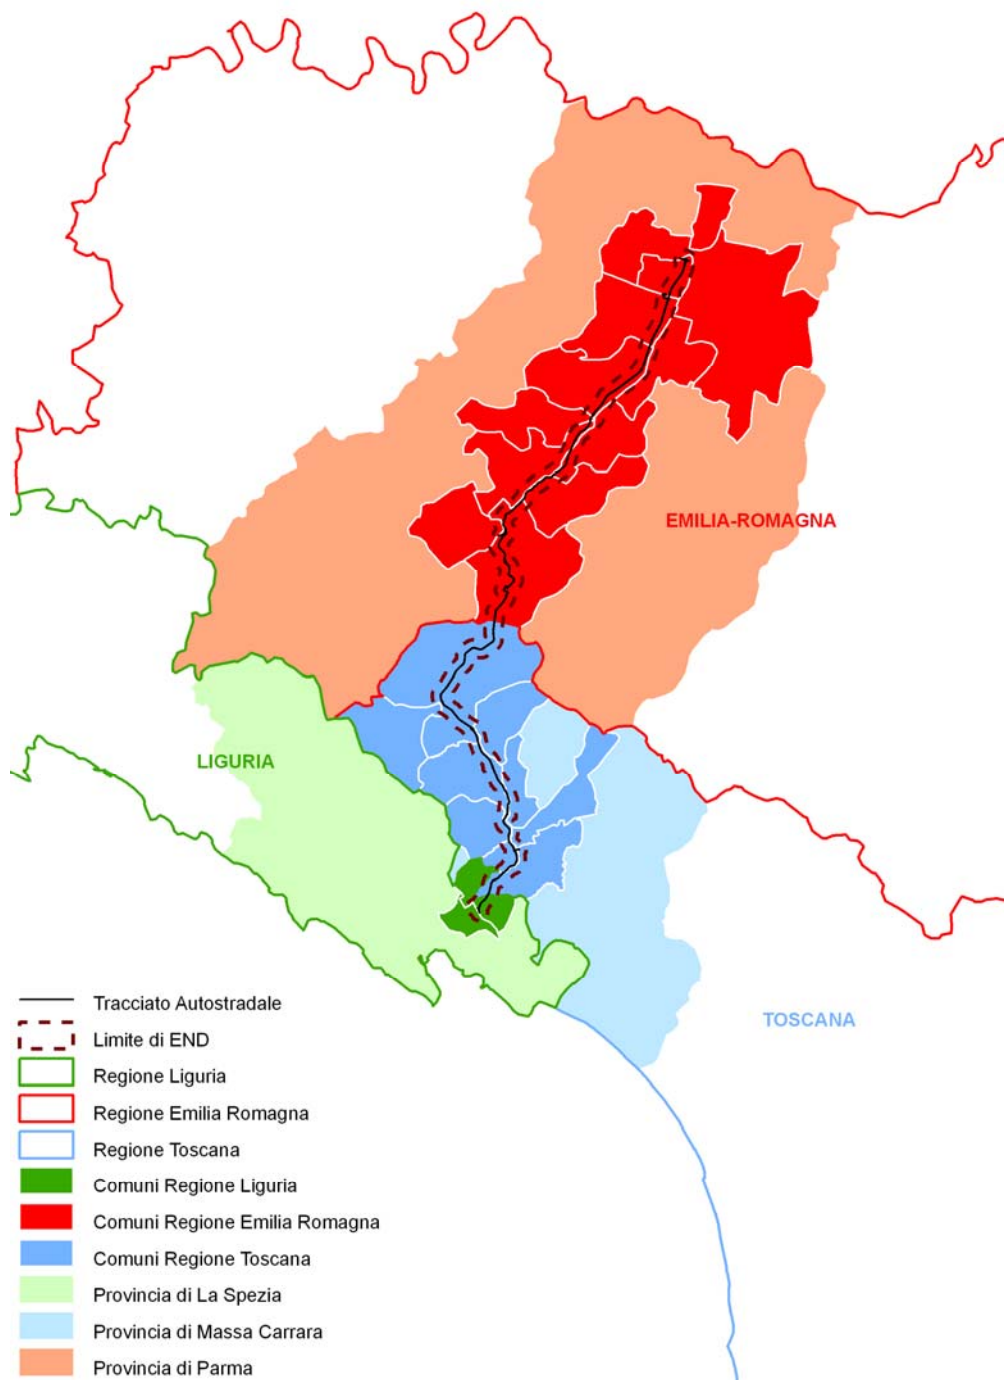 EMILIA-ROMAGNA
LIGURIA
TOSCANA
Tracciato Autostradale
Limite di END
Regione Liguria
Regione Emilia Romagna
Regione Toscana
Comuni Regione Liguria
Comuni Regione Emilia Romagna
Comuni Regione Toscana
Provincia di La Spezia
Provincia di Massa Carrara
Provincia di Parma